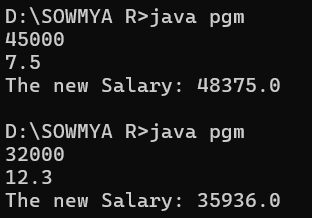 D:\SOWMYA R>java pgm
45000
7.5
The new Salary: 48375.0
D:\SOWMYA R>java pgm
32000
12.3
The new Salary: 35936.0